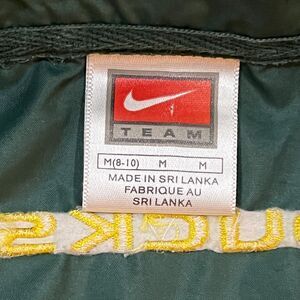 TEAM
M(8-10) M M
MADE IN SRI LANKA
FABRIQUE AU
SRI LANKA